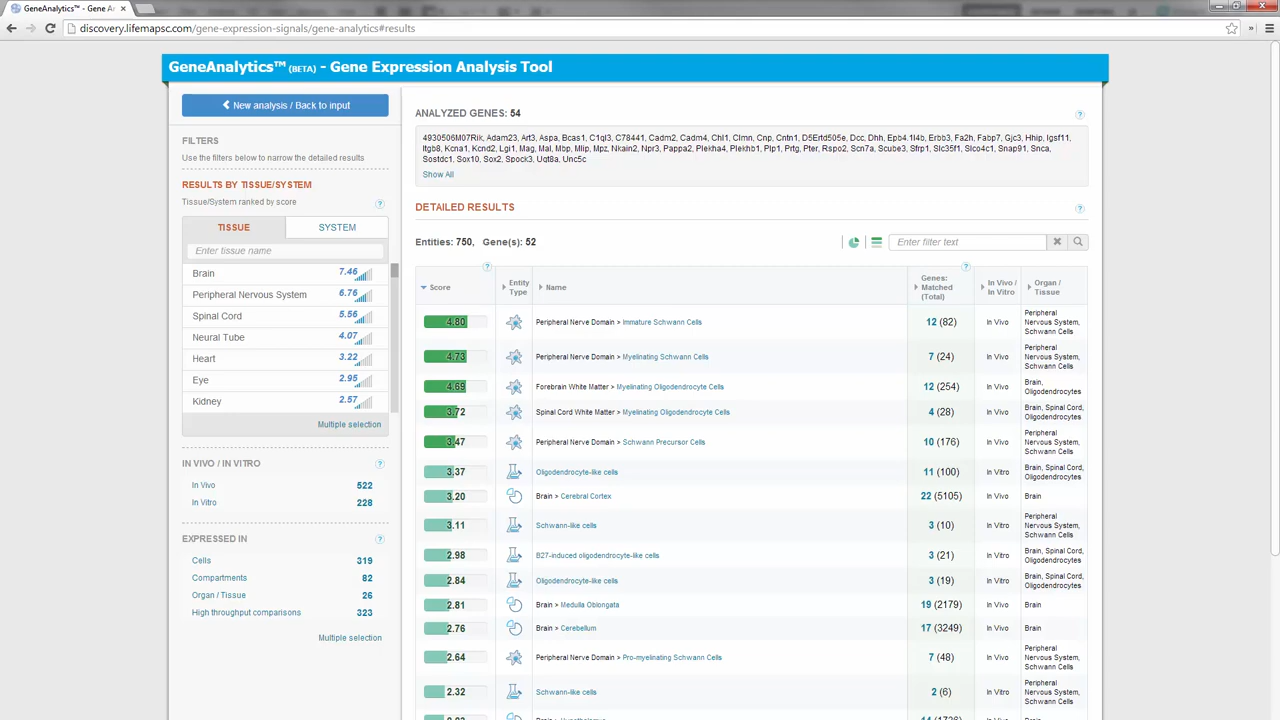 GeneAnalytics™ - Gene A
discovery.lifemapsc.com/gene-expression-signals/gene-analytics#results
GeneAnalytics™ (BETA) - Gene Expression Analysis Tool
New analysis / Back to input
FILTERS
Use the filters below to narrow the detailed results
RESULTS BY TISSUE/SYSTEM
Tissue/System ranked by score
?
TISSUE SYSTEM
Enter tissue name
Brain 7.46
Peripheral Nervous System 6.76
Spinal Cord 5.56
Neural Tube 4.07
Heart 3.22
Eye 2.95
Kidney 2.57
Multiple selection
IN VIVO / IN VITRO ?
In Vivo 522
In Vitro 228
EXPRESSED IN ?
Cells 319
Compartments 82
Organ / Tissue 26
High throughput comparisons 323
Multiple selection
ANALYZED GENES: 54 ?
4930506M07Rik, Adam23, Art3, Aspa, Bcas1, C1ql3, C78441, Cadm2, Cadm4, Chl1, Clmn, Cnp, Cntn1, D5Ertd505e, Dcc, Dhh, Epb4.1l4b, Erbb3, Fa2h, Fabp7, Gjc3, Hhip, Igsf11,
Itgb8, Kcna1, Kcnd2, Lgi1, Mag, Mal, Mbp, Mlip, Mpz, Nkain2, Npr3, Pappa2, Plekha4, Plekhb1, Plp1, Prtg, Pter, Rspo2, Scn7a, Scube3, Sfrp1, Slc35f1, Slco4c1, Snap91, Snca,
Sostdc1, Sox10, Sox2, Spock3, Ugt8a, Unc5c
Show All
DETAILED RESULTS ?
Entities: 750, Gene(s): 52
Enter filter text
? ?
Score Entity Type Name Genes: Matched (Total) In Vivo / In Vitro Organ / Tissue
4.80 Peripheral Nerve Domain > Immature Schwann Cells 12 (82) In Vivo Peripheral Nervous System, Schwann Cells
4.73 Peripheral Nerve Domain > Myelinating Schwann Cells 7 (24) In Vivo Peripheral Nervous System, Schwann Cells
4.69 Forebrain White Matter > Myelinating Oligodendrocyte Cells 12 (254) In Vivo Brain, Oligodendrocytes
3.72 Spinal Cord White Matter > Myelinating Oligodendrocyte Cells 4 (28) In Vivo Brain, Spinal Cord, Oligodendrocytes
3.47 Peripheral Nerve Domain > Schwann Precursor Cells 10 (176) In Vivo Peripheral Nervous System, Schwann Cells
3.37 Oligodendrocyte-like cells 11 (100) In Vitro Brain, Spinal Cord, Oligodendrocytes
3.20 Brain > Cerebral Cortex 22 (5105) In Vivo Brain
3.11 Schwann-like cells 3 (10) In Vitro Peripheral Nervous System, Schwann Cells
2.98 B27-induced oligodendrocyte-like cells 3 (21) In Vitro Brain, Spinal Cord, Oligodendrocytes
2.84 Oligodendrocyte-like cells 3 (19) In Vitro Brain, Spinal Cord, Oligodendrocytes
2.81 Brain > Medulla Oblongata 19 (2179) In Vivo Brain
2.76 Brain > Cerebellum 17 (3249) In Vivo Brain
2.64 Peripheral Nerve Domain > Pro-myelinating Schwann Cells 7 (48) In Vivo Peripheral Nervous System, Schwann Cells
2.32 Schwann-like cells 2 (6) In Vitro Peripheral Nervous System, Schwann Cells